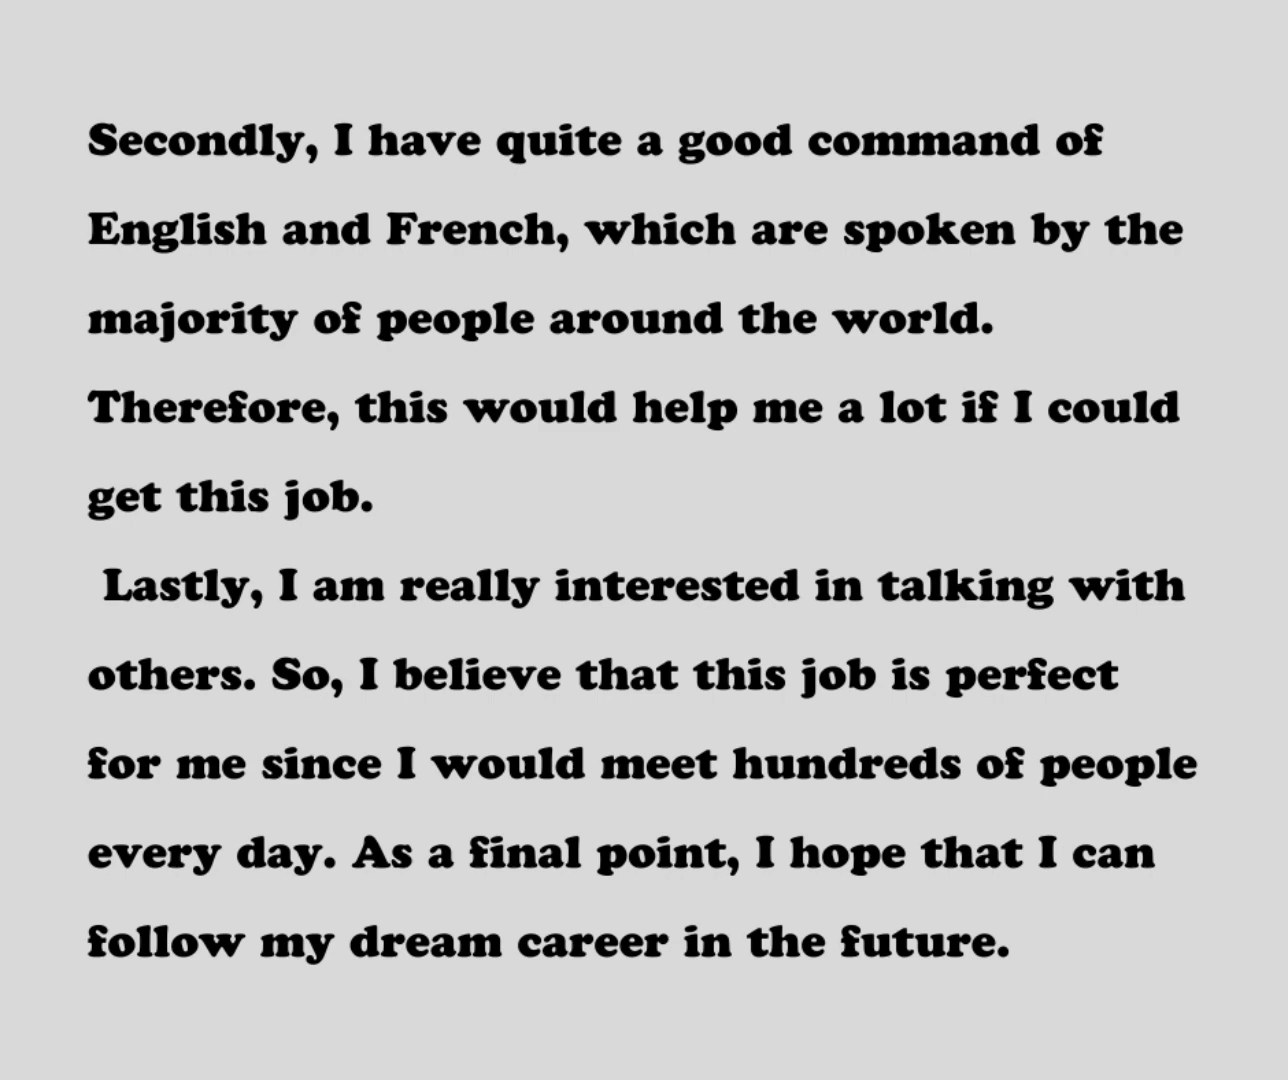 Secondly, I have quite a good command of
English and French, which are spoken by the
majority of people around the world.
Therefore, this would help me a lot if I could
get this job.
Lastly, I am really interested in talking with
others. So, I believe that this job is perfect
for me since I would meet hundreds of people
every day. As a final point, I hope that I can
follow my dream career in the future.